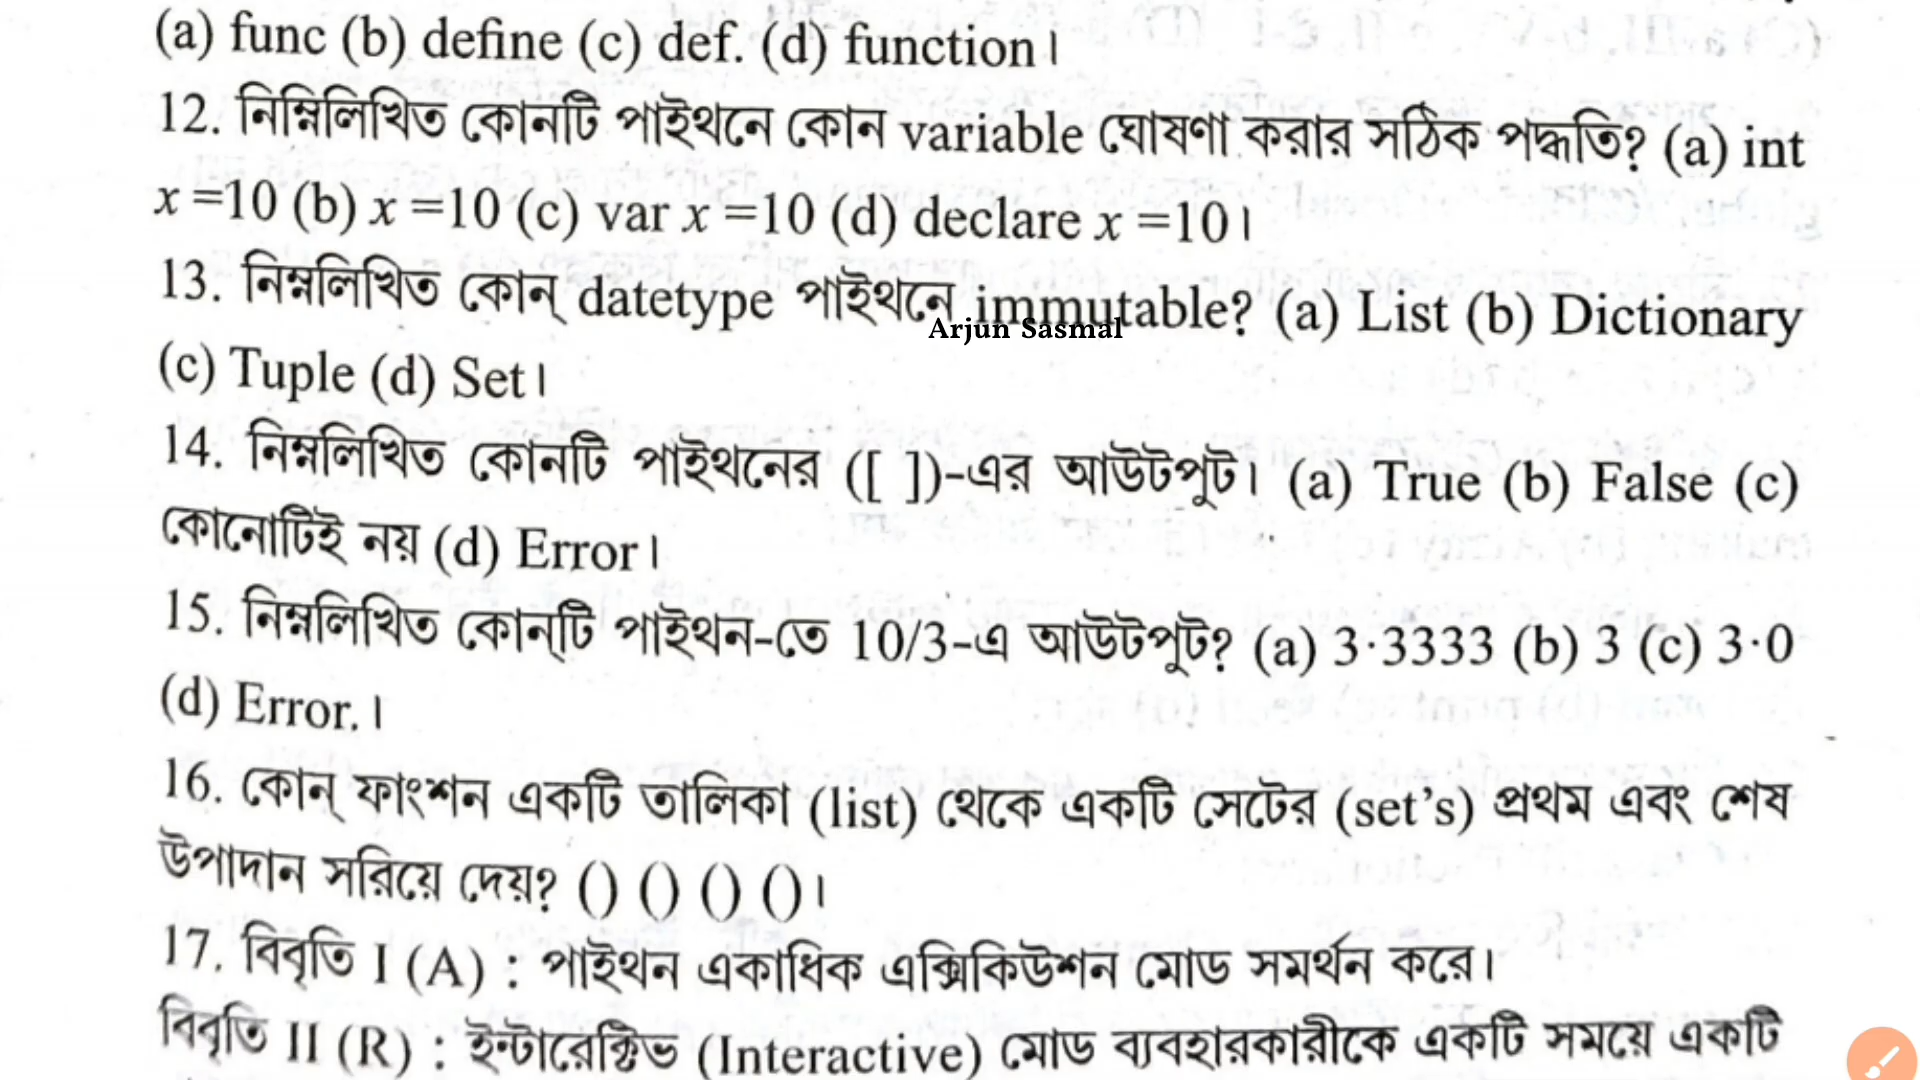 (a) func (b) define (c) def. (d) function।
12. নিম্নিলিখিত কোনটি পাইথনে কোন variable ঘোষণা করার সঠিক পদ্ধতি? (a) int
x =10 (b) x =10 (c) var x =10 (d) declare x =10।
13. নিম্নলিখিত কোন্ datetype পাইথনে immutable? (a) List (b) Dictionary
Arjun Sasmal
(c) Tuple (d) Set।
14. নিম্নলিখিত কোনটি পাইথনের ([ ])-এর আউটপুট। (a) True (b) False (c)
কোনোটিই নয় (d) Error।
15. নিম্নলিখিত কোন্‌টি পাইথন-তে 10/3-এ আউটপুট? (a) 3·3333 (b) 3 (c) 3·0
(d) Error.।
16. কোন্ ফাংশন একটি তালিকা (list) থেকে একটি সেটের (set's) প্রথম এবং শেষ
উপাদান সরিয়ে দেয়? () () () ()।
17. বিবৃতি I (A) : পাইথন একাধিক এক্সিকিউশন মোড সমর্থন করে।
বিবৃতি II (R) : ইন্টারেক্টিভ (Interactive) মোড ব্যবহারকারীকে একটি সময়ে একটি